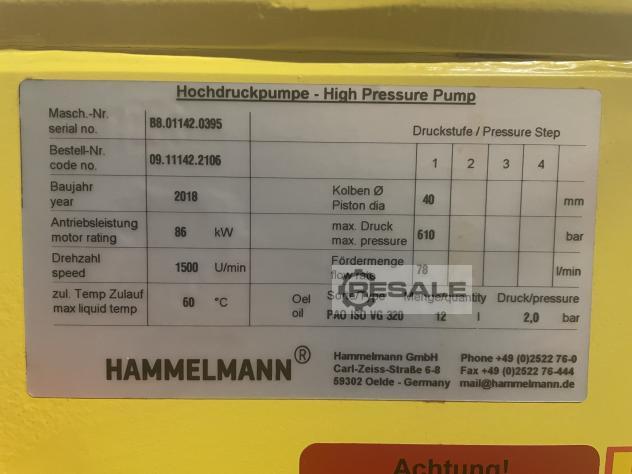 Hochdruckpumpe - High Pressure Pump
Masch.-Nr.
serial no. B8.01142.0395
Druckstufe / Pressure Step
Bestell-Nr.
code no. 09.11142.2106
1 2 3 4
Baujahr
year 2018
Kolben Ø
Piston dia 40 mm
Antriebsleistung
motor rating 86 kW
max. Druck
max. pressure 610 bar
Drehzahl
speed 1500 U/min
Fördermenge
flow rate 78 l/min
RESALE
zul. Temp Zulauf
max liquid temp 60 °C
Oel
oil
Sorte/Type Menge/quantity Druck/pressure
PAO ISO VG 320 12 l 2,0 bar
HAMMELMANN®
Hammelmann GmbH
Carl-Zeiss-Straße 6-8
59302 Oelde - Germany
Phone +49 (0)2522 76-0
Fax +49 (0)2522 76-444
mail@hammelmann.de
Achtung!